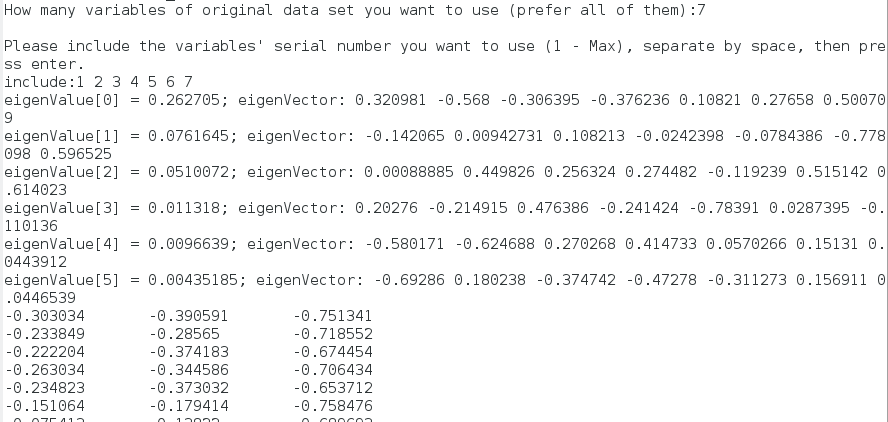 How many variables of original data set you want to use (prefer all of them):7
Please include the variables' serial number you want to use (1 - Max), separate by space, then pre
ss enter.
include:1 2 3 4 5 6 7
eigenValue[0] = 0.262705; eigenVector: 0.320981 -0.568 -0.306395 -0.376236 0.10821 0.27658 0.50070
9
eigenValue[1] = 0.0761645; eigenVector: -0.142065 0.00942731 0.108213 -0.0242398 -0.0784386 -0.778
098 0.596525
eigenValue[2] = 0.0510072; eigenVector: 0.00088885 0.449826 0.256324 0.274482 -0.119239 0.515142 0
.614023
eigenValue[3] = 0.011318; eigenVector: 0.20276 -0.214915 0.476386 -0.241424 -0.78391 0.0287395 -0.
110136
eigenValue[4] = 0.0096639; eigenVector: -0.580171 -0.624688 0.270268 0.414733 0.0570266 0.15131 0.
0443912
eigenValue[5] = 0.00435185; eigenVector: -0.69286 0.180238 -0.374742 -0.47278 -0.311273 0.156911 0
.0446539
-0.303034 -0.390591 -0.751341
-0.233849 -0.28565 -0.718552
-0.222204 -0.374183 -0.674454
-0.263034 -0.344586 -0.706434
-0.234823 -0.373032 -0.653712
-0.151064 -0.179414 -0.758476